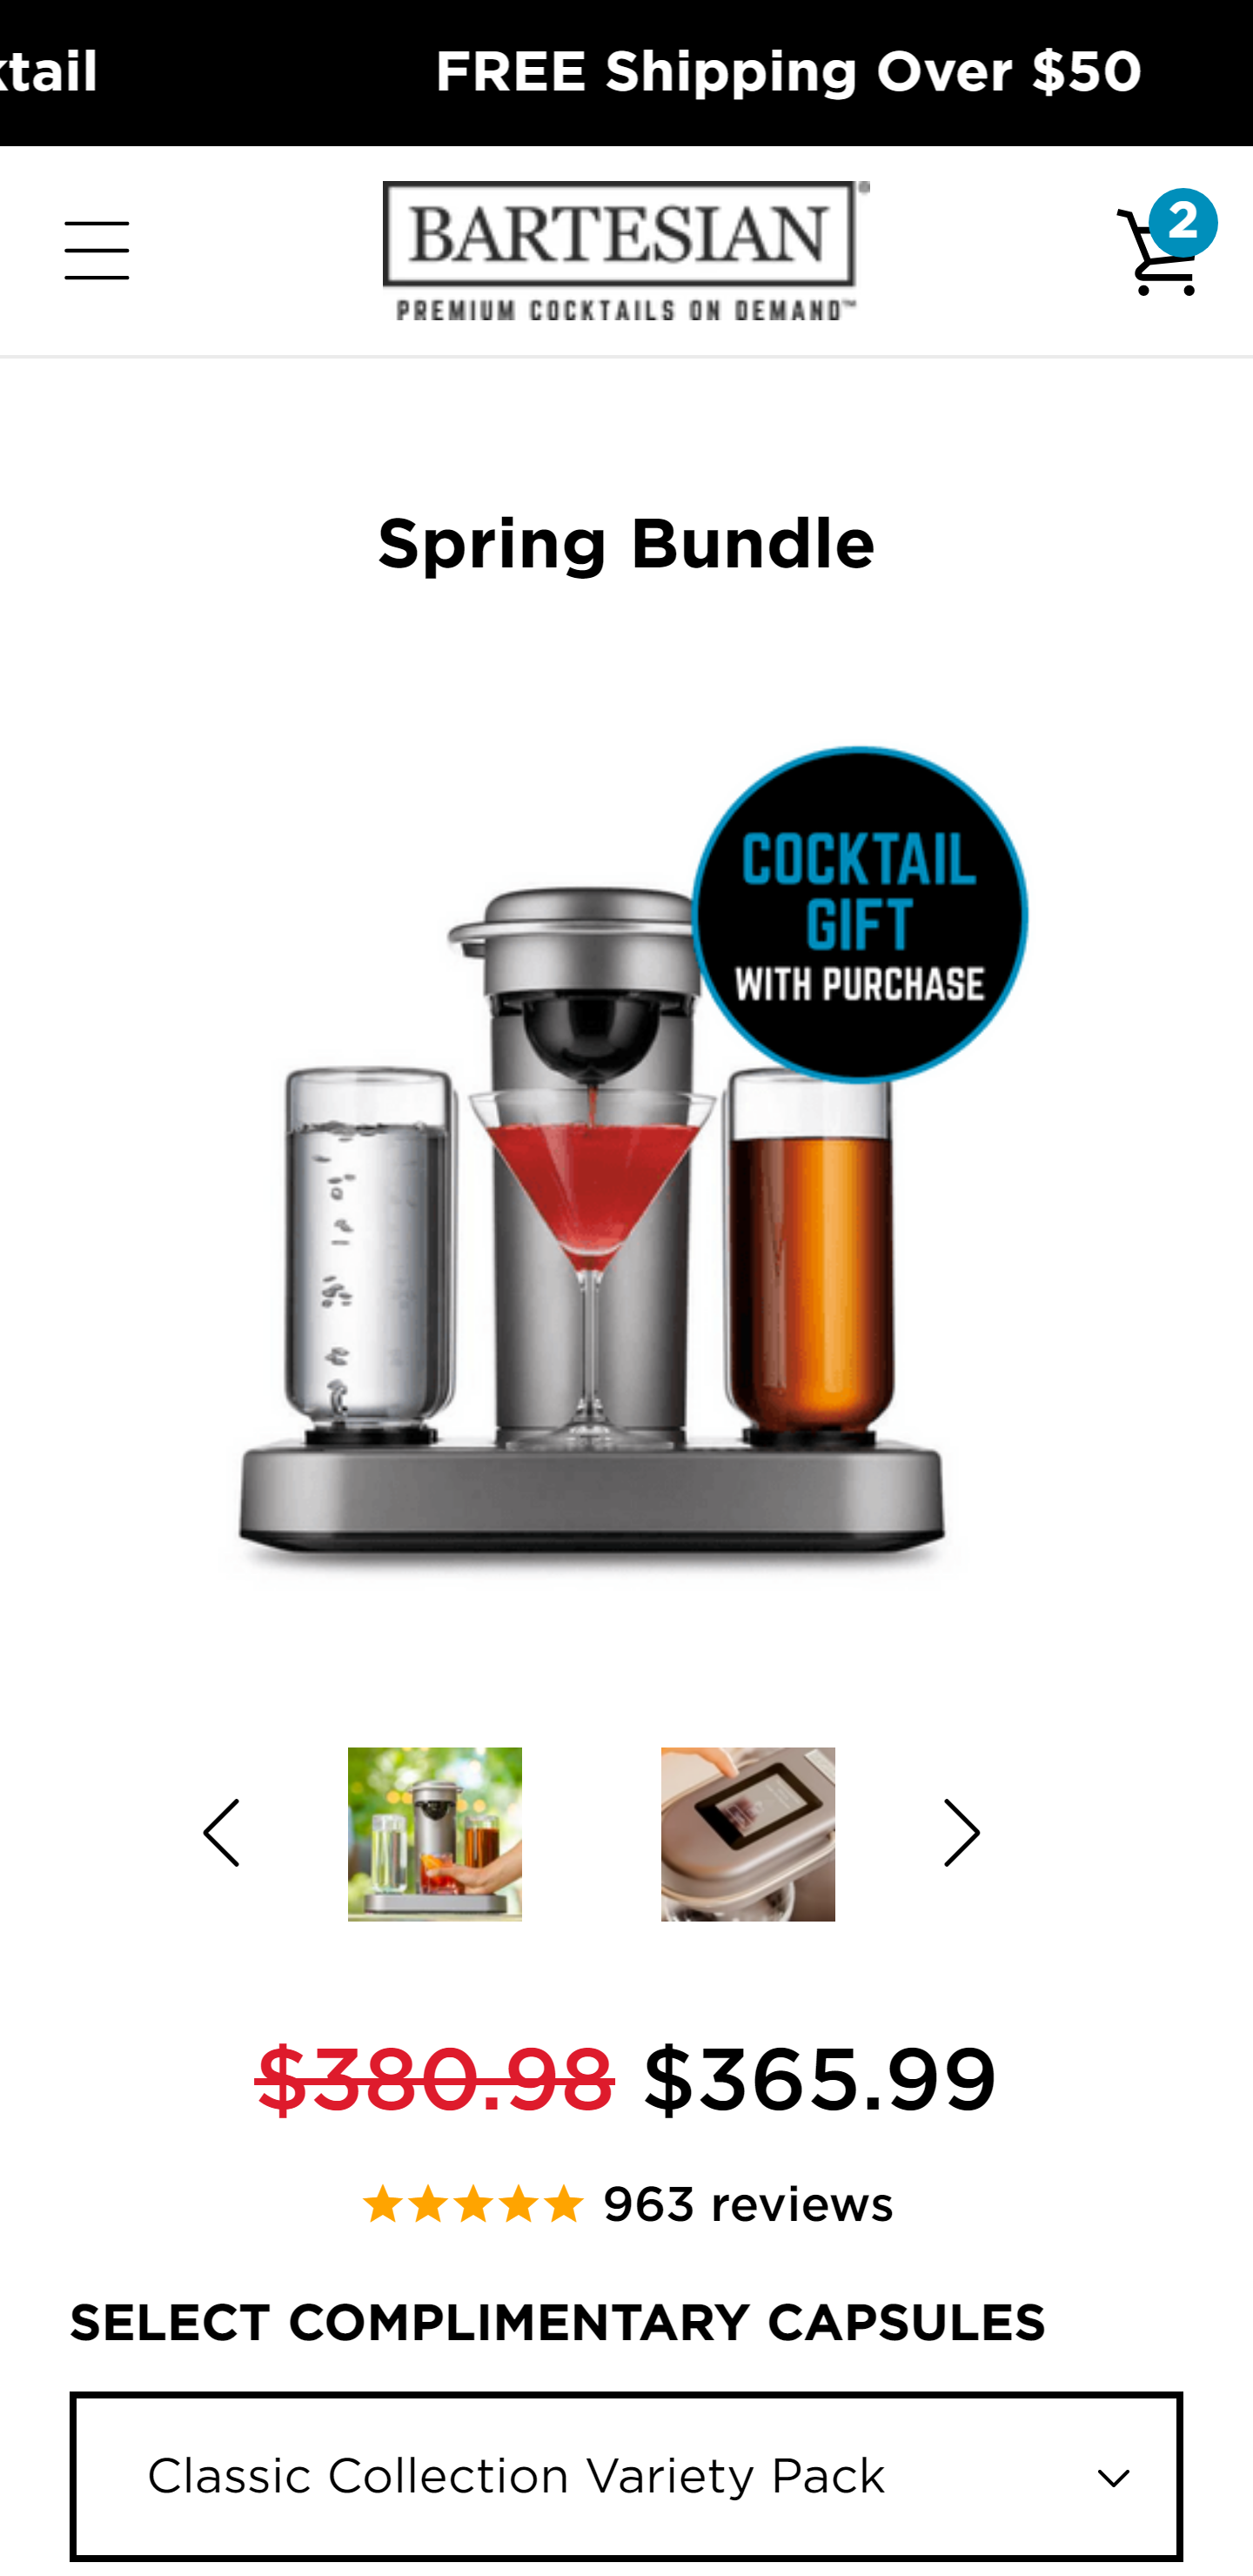 FREE Shipping Over $50
BARTESIAN®
PREMIUM COCKTAILS ON DEMAND™
2
Spring Bundle
COCKTAIL
GIFT
WITH PURCHASE
$380.98 $365.99
963 reviews
SELECT COMPLIMENTARY CAPSULES
Classic Collection Variety Pack